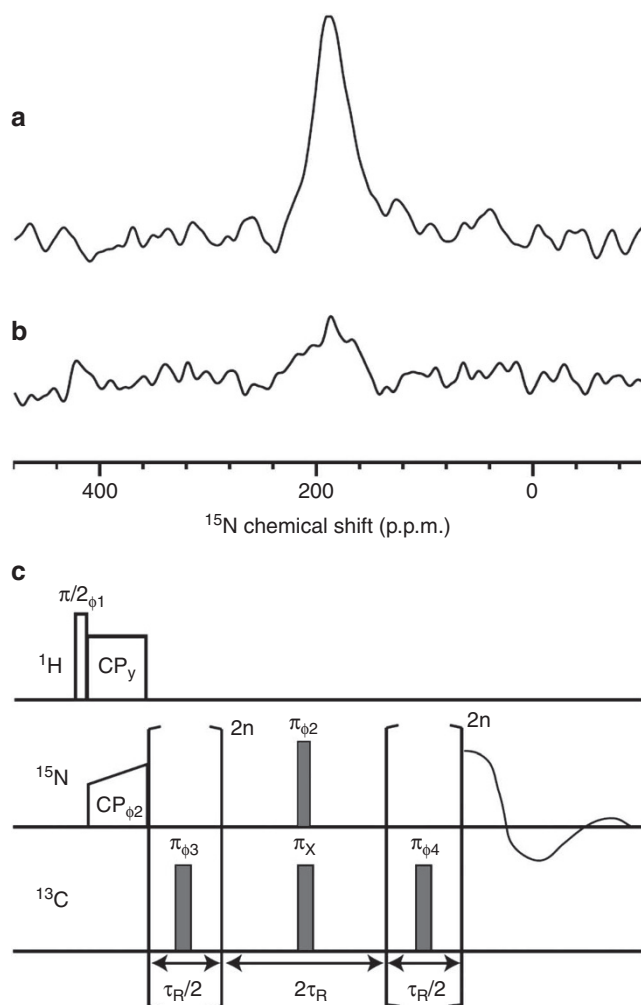 a
b
400 200 0
¹⁵N chemical shift (p.p.m.)
c
π/2ϕ1
¹H CPy
2n πϕ2 2n
¹⁵N CPϕ2
πϕ3 πX πϕ4
¹³C
τR/2 2τR τR/2